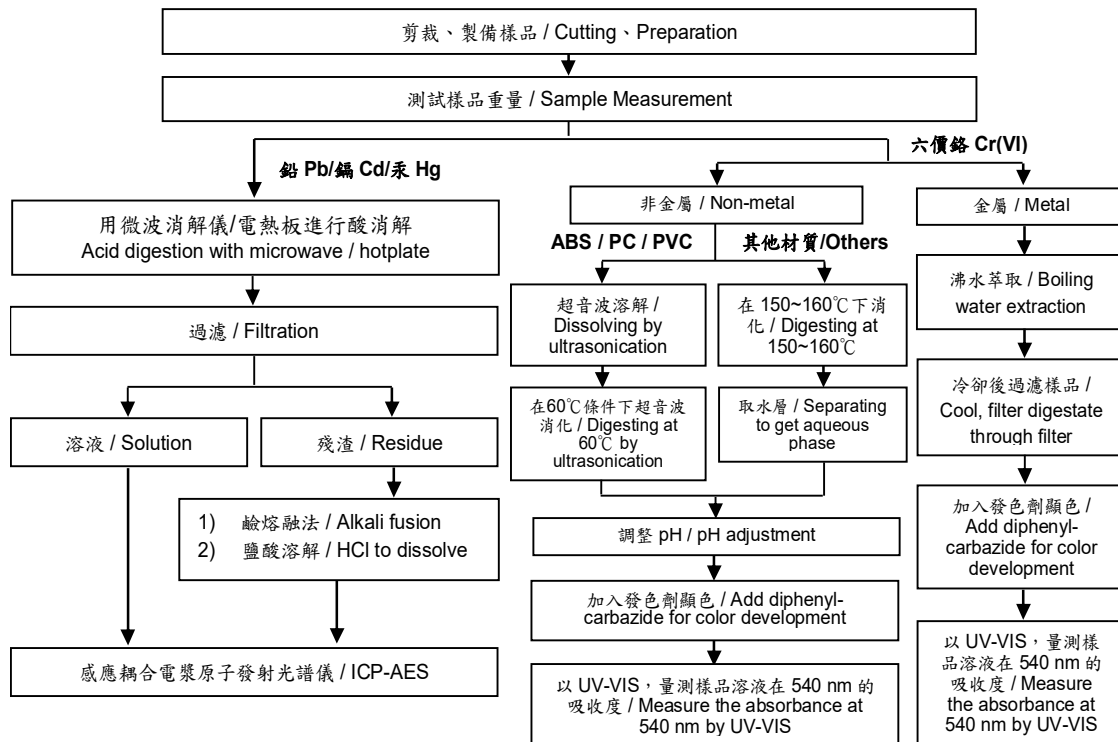 剪裁、製備樣品 / Cutting、Preparation
測試樣品重量 / Sample Measurement
鉛 Pb/鎘 Cd/汞 Hg
六價鉻 Cr(VI)
用微波消解儀/電熱板進行酸消解
Acid digestion with microwave / hotplate
非金屬 / Non-metal
金屬 / Metal
ABS / PC / PVC
其他材質/Others
過濾 / Filtration
超音波溶解 /
Dissolving by
ultrasonication
在 150~160℃下消
化 / Digesting at
150~160℃
沸水萃取 / Boiling
water extraction
溶液 / Solution
殘渣 / Residue
在60℃條件下超音波
消化 / Digesting at
60℃ by
ultrasonication
取水層 / Separating
to get aqueous
phase
冷卻後過濾樣品 /
Cool, filter digestate
through filter
1) 鹼熔融法 / Alkali fusion
2) 鹽酸溶解 / HCl to dissolve
調整 pH / pH adjustment
加入發色劑顯色 /
Add diphenyl-
carbazide for color
development
加入發色劑顯色 / Add diphenyl-
carbazide for color development
感應耦合電漿原子發射光譜儀 / ICP-AES
以 UV-VIS，量測樣品溶液在 540 nm 的
吸收度 / Measure the absorbance at
540 nm by UV-VIS
以 UV-VIS，量測樣
品溶液在 540 nm 的
吸收度 / Measure
the absorbance at
540 nm by UV-VIS